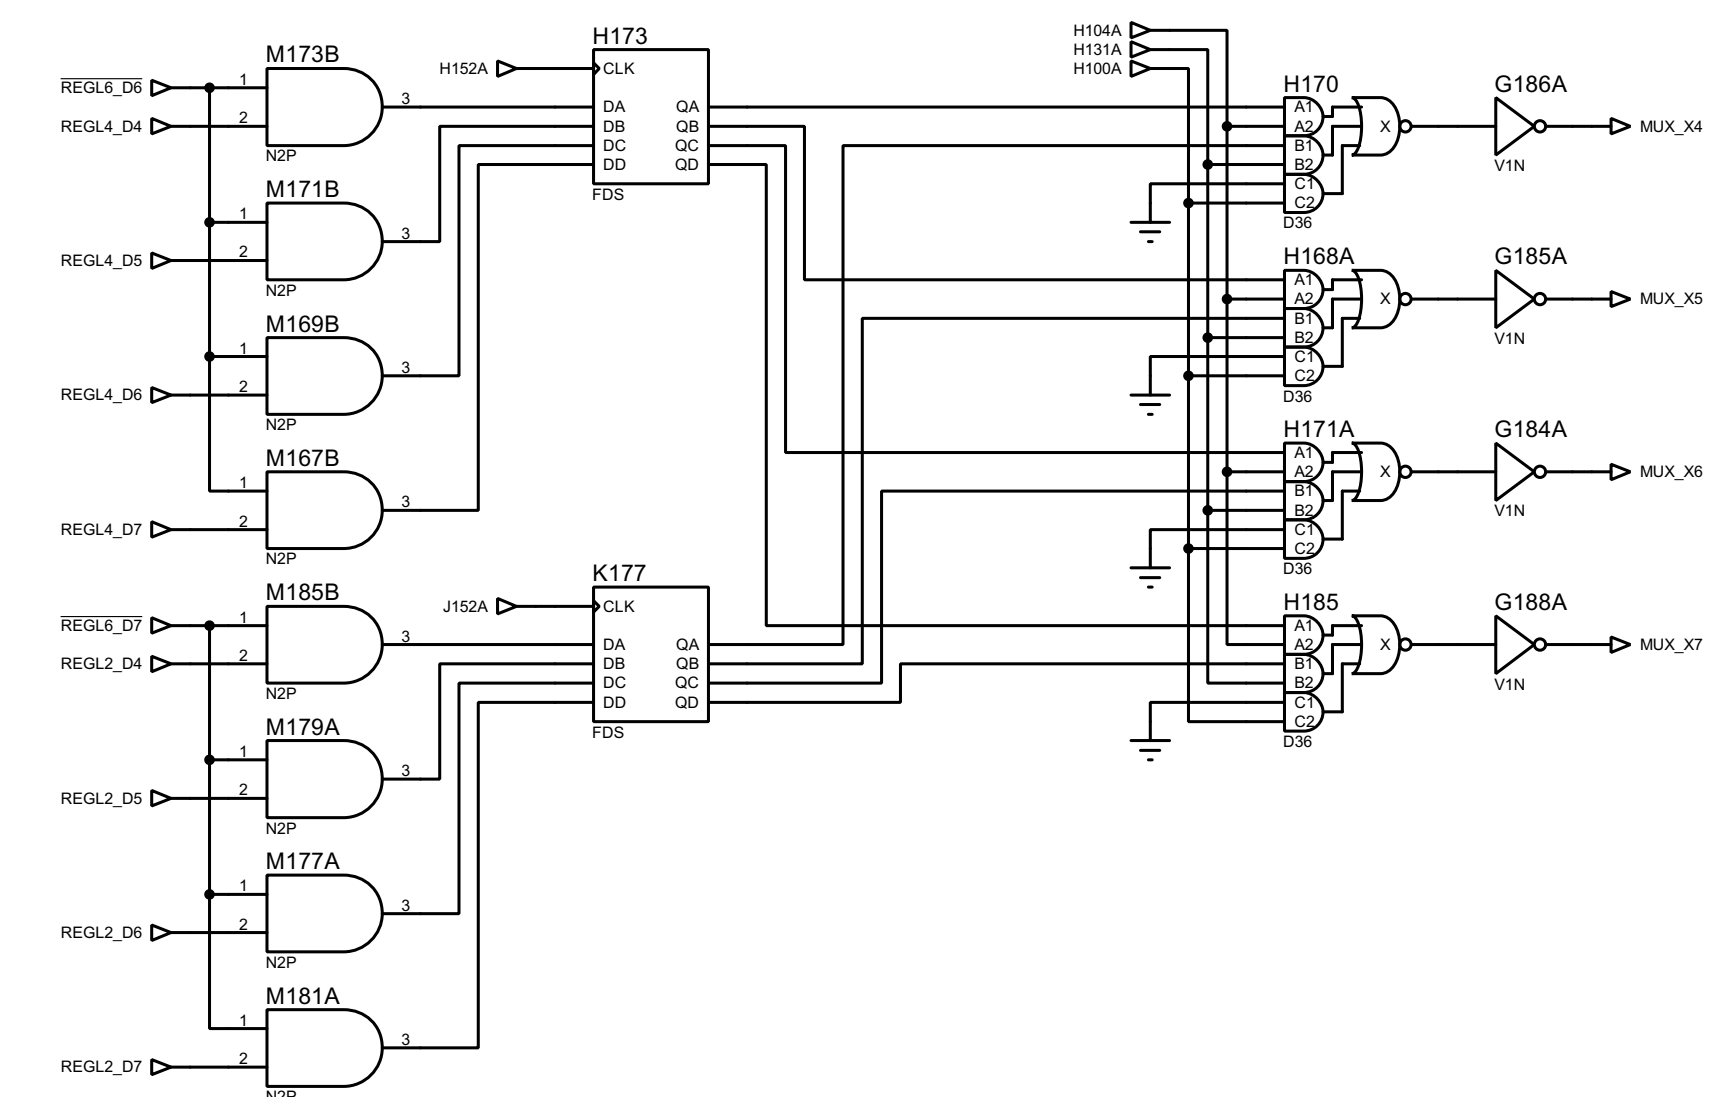 M173B
REGL6_D6
1
REGL4_D4
2
3
N2P
M171B
1
REGL4_D5
2
3
N2P
M169B
1
REGL4_D6
2
3
N2P
M167B
1
REGL4_D7
2
3
N2P
M185B
REGL6_D7
1
REGL2_D4
2
3
N2P
M179A
1
REGL2_D5
2
3
N2P
M177A
1
REGL2_D6
2
3
N2P
M181A
1
REGL2_D7
2
3
N2P
H173
H152A
CLK
DA QA
DB QB
DC QC
DD QD
FDS
K177
J152A
CLK
DA QA
DB QB
DC QC
DD QD
FDS
H104A
H131A
H100A
H170
A1
A2
B1
B2
C1
C2
X
D36
G186A
V1N
MUX_X4
H168A
A1
A2
B1
B2
C1
C2
X
D36
G185A
V1N
MUX_X5
H171A
A1
A2
B1
B2
C1
C2
X
D36
G184A
V1N
MUX_X6
H185
A1
A2
B1
B2
C1
C2
X
D36
G188A
V1N
MUX_X7